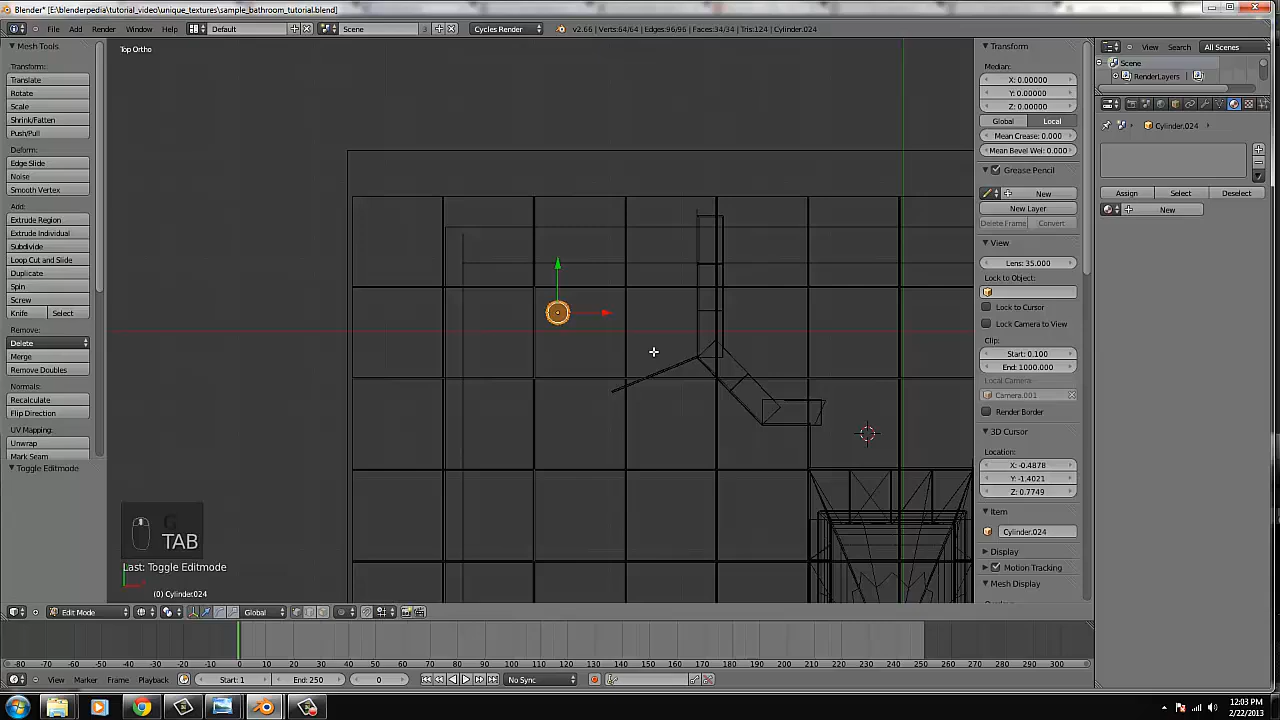 Blender* [E:\blenderpedia\tutorial_video\unique_textures\sample_bathroom_tutorial.blend]
File Add Render Window Help Default Scene 3 Cycles Render v2.66 | Verts:64/64 | Edges:96/96 | Faces:34/34 | Tris:124 | Cylinder.024
Mesh Tools
Transform:
Translate
Rotate
Scale
Shrink/Fatten
Push/Pull
Deform:
Edge Slide
Noise
Smooth Vertex
Add:
Extrude Region
Extrude Individual
Subdivide
Loop Cut and Slide
Duplicate
Spin
Screw
Knife Select
Remove:
Delete
Merge
Remove Doubles
Normals:
Recalculate
Flip Direction
UV Mapping:
Unwrap
Mark Seam
Toggle Editmode
Top Ortho
G
TAB
Last: Toggle Editmode
(0) Cylinder.024
Transform
Median:
X: 0.00000
Y: 0.00000
Z: 0.00000
Global Local
Mean Crease: 0.000
Mean Bevel Wei: 0.000
Grease Pencil
New
New Layer
Delete Frame Convert
View
Lens: 35.000
Lock to Object:
Lock to Cursor
Lock Camera to View
Clip:
Start: 0.100
End: 1000.000
Local Camera
Camera.001
Render Border
3D Cursor
Location:
X: -0.4878
Y: -1.4021
Z: 0.7749
Item
Cylinder.024
Display
Motion Tracking
Mesh Display
View Search All Scenes
Scene
RenderLayers
Cylinder.024
Assign Select Deselect
New
Edit Mode Global
-80 -70 -60 -50 -40 -30 -20 -10 0 10 20 30 40 50 60 70 80 90 100 110 120 130 140 150 160 170 180 190 200 210 220 230 240 250 260 270 280 290 300
View Marker Frame Playback Start: 1 End: 250 0 No Sync
12:03 PM
2/22/2013